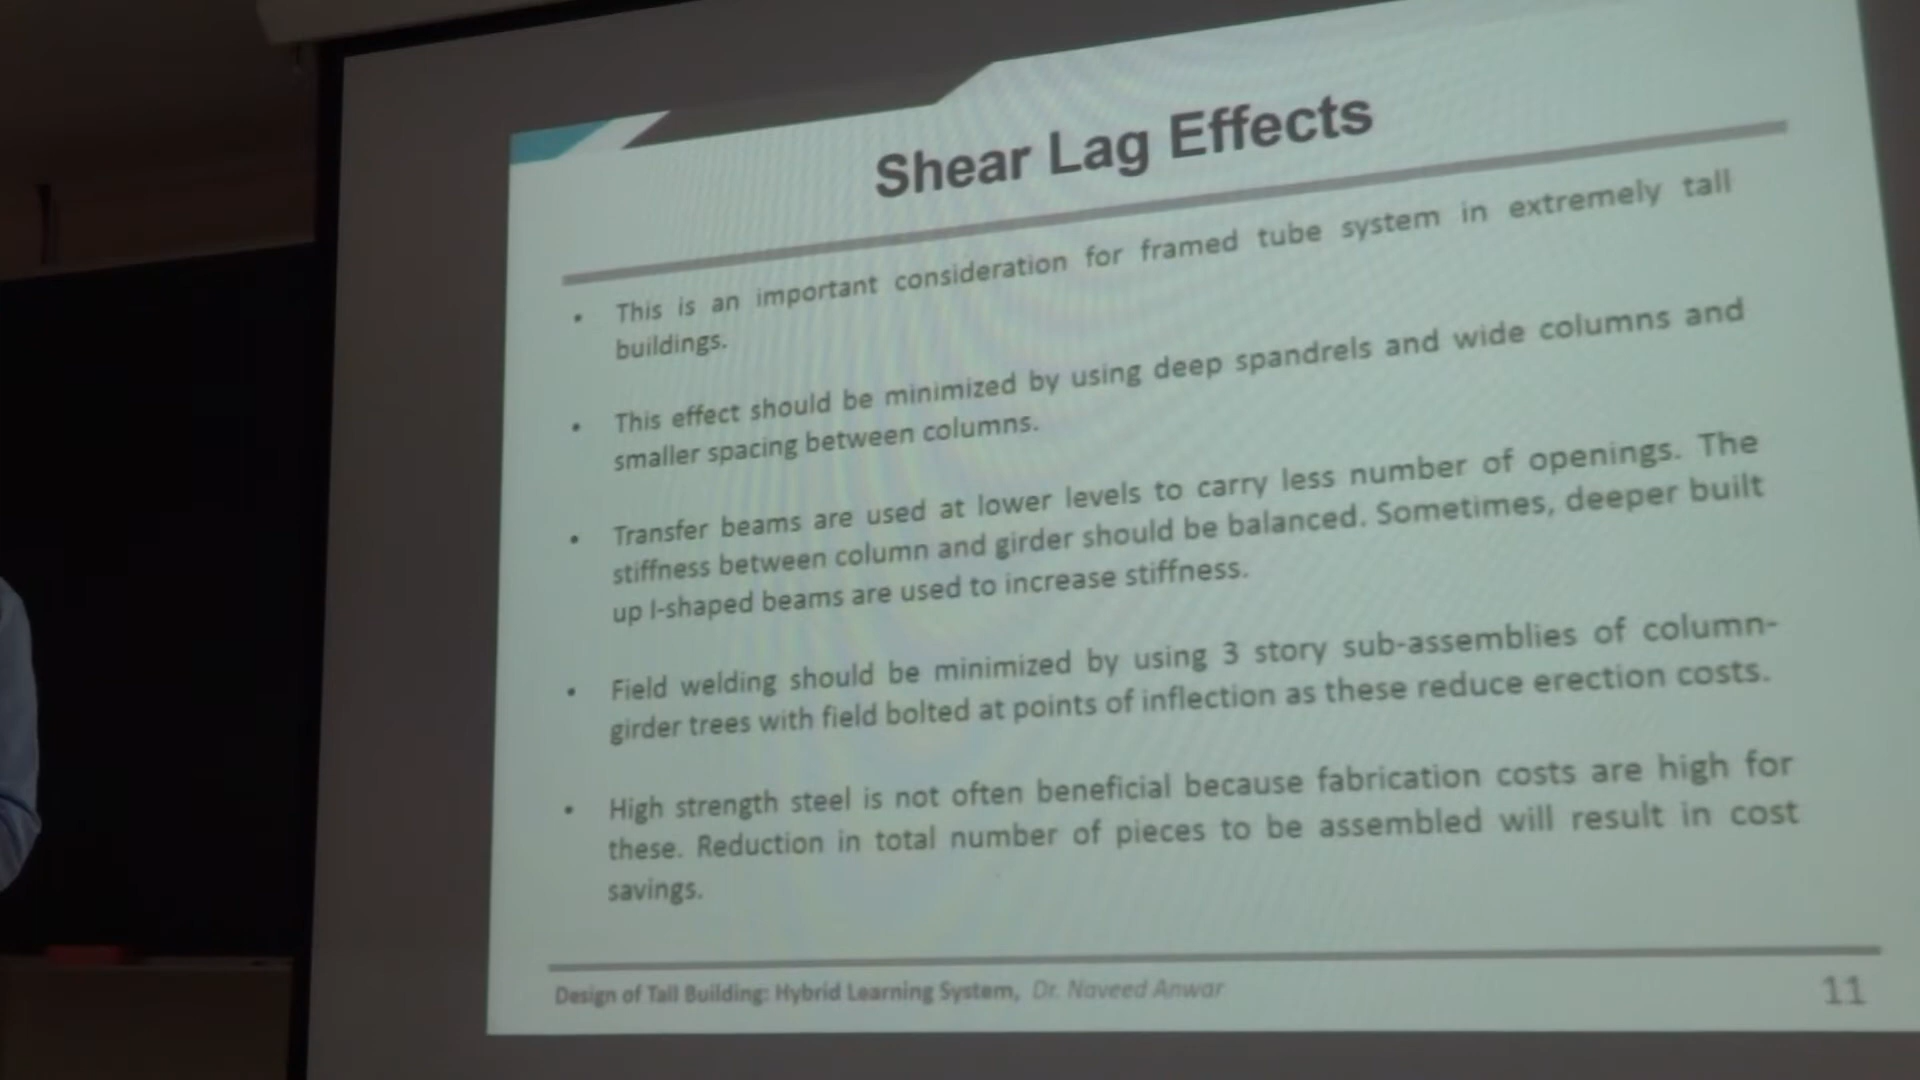 Shear Lag Effects
• This is an important consideration for framed tube system in extremely tall
buildings.
• This effect should be minimized by using deep spandrels and wide columns and
smaller spacing between columns.
• Transfer beams are used at lower levels to carry less number of openings. The
stiffness between column and girder should be balanced. Sometimes, deeper built
up I-shaped beams are used to increase stiffness.
• Field welding should be minimized by using 3 story sub-assemblies of column-
girder trees with field bolted at points of inflection as these reduce erection costs.
• High strength steel is not often beneficial because fabrication costs are high for
these. Reduction in total number of pieces to be assembled will result in cost
savings.
Design of Tall Building: Hybrid Learning System, Dr. Naveed Anwar
11